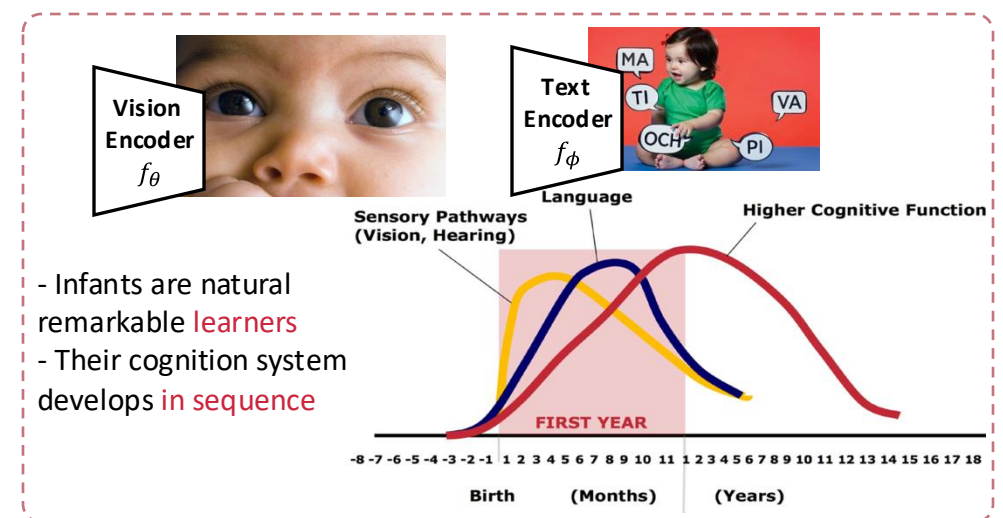 Vision
Encoder
f_θ
Text
Encoder
f_ϕ
MA
TI
OCH
PI
VA
Language
Sensory Pathways
(Vision, Hearing)
Higher Cognitive Function
- Infants are natural
remarkable learners
- Their cognition system
develops in sequence
FIRST YEAR
-8 -7 -6 -5 -4 -3 -2 -1 1 2 3 4 5 6 7 8 9 10 11 1 2 3 4 5 6 7 8 9 10 11 12 13 14 15 16 17 18
Birth (Months) (Years)